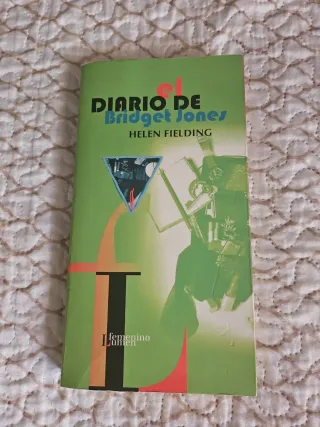 el
DIARIO DE
Bridget Jones
HELEN FIELDING
femenino
Lumen